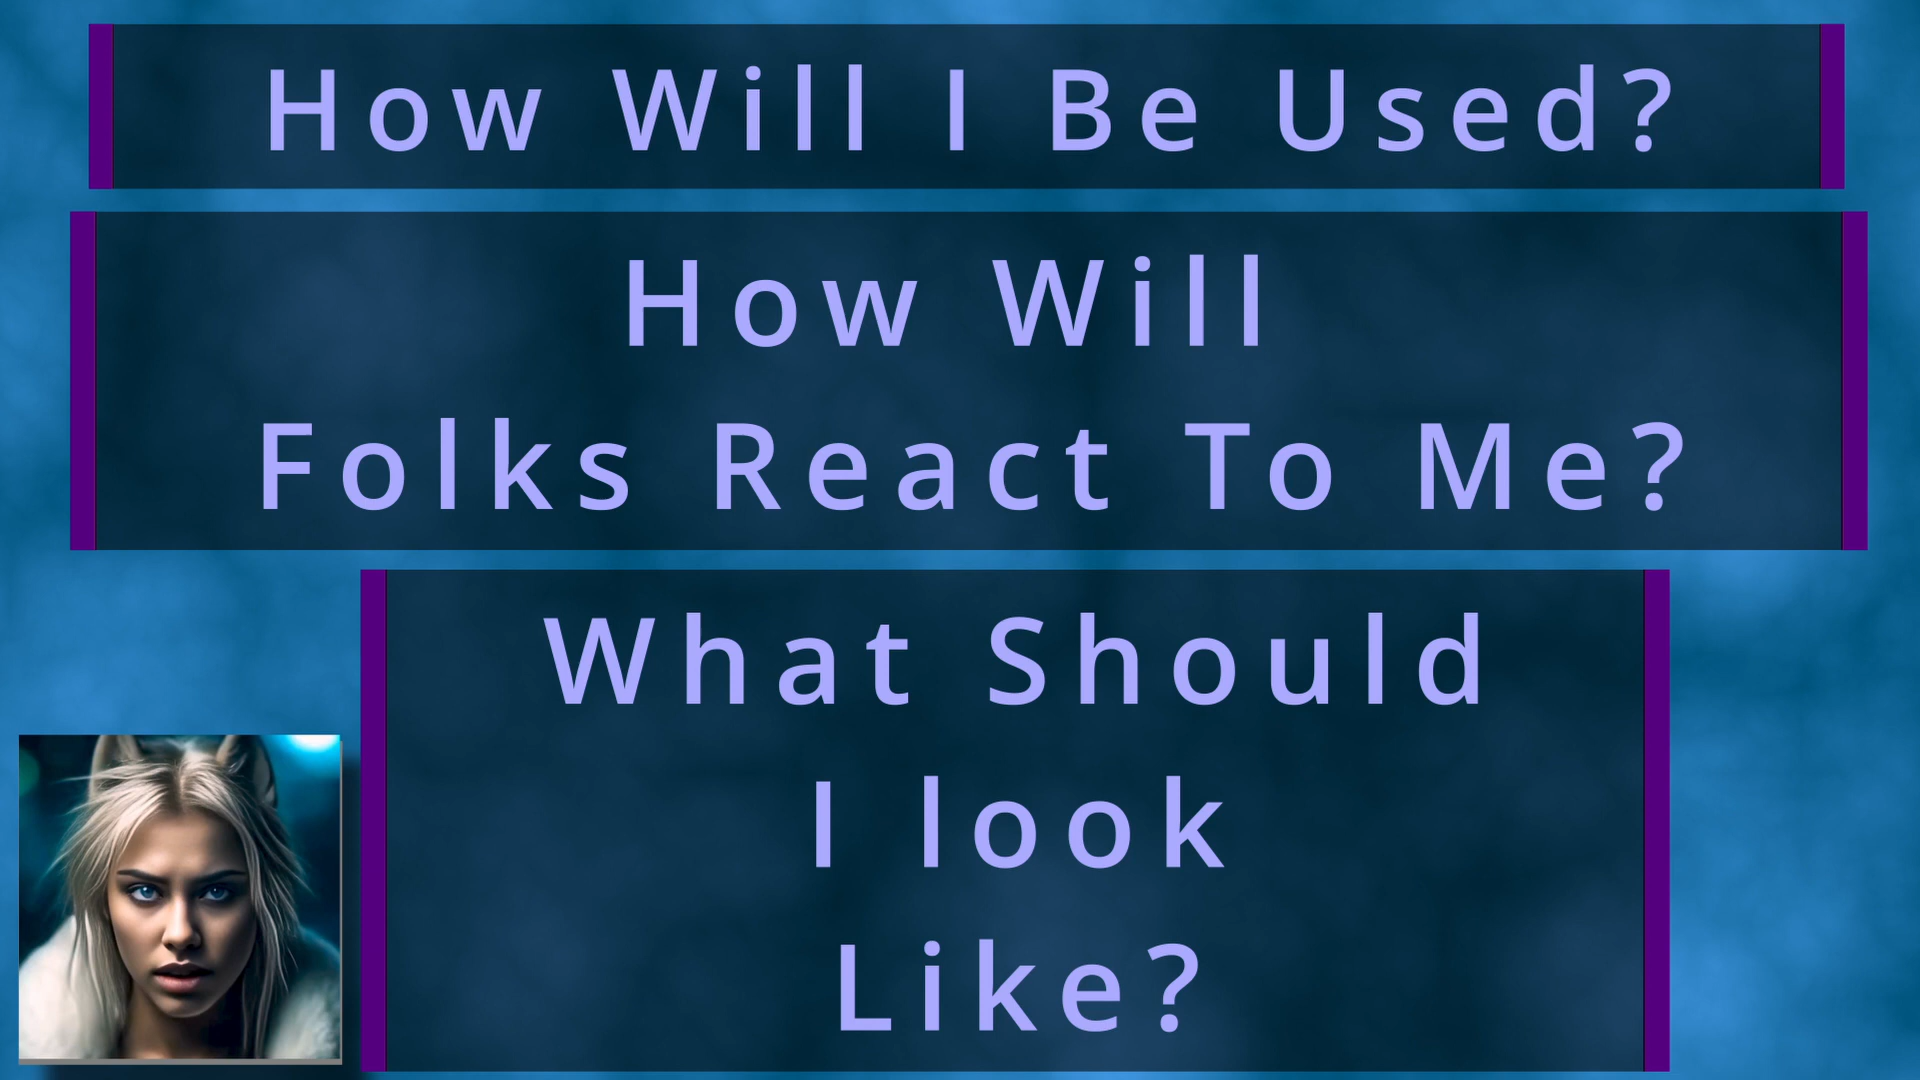 How Will I Be Used?
How Will
Folks React To Me?
What Should
I look
Like?